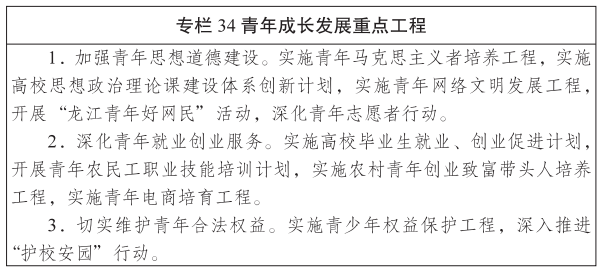 专栏 34 青年成长发展重点工程
1. 加强青年思想道德建设。实施青年马克思主义者培养工程，实施
高校思想政治理论课建设体系创新计划，实施青年网络文明发展工程，
开展“龙江青年好网民”活动，深化青年志愿者行动。
2. 深化青年就业创业服务。实施高校毕业生就业、创业促进计划，
开展青年农民工职业技能培训计划，实施农村青年创业致富带头人培养
工程，实施青年电商培育工程。
3. 切实维护青年合法权益。实施青少年权益保护工程，深入推进
“护校安园”行动。